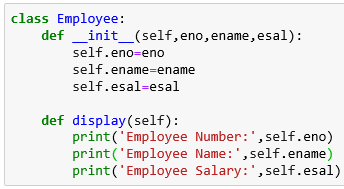 class Employee:
    def __init__(self,eno,ename,esal):
        self.eno=eno
        self.ename=ename
        self.esal=esal

    def display(self):
        print('Employee Number:',self.eno)
        print('Employee Name:',self.ename)
        print('Employee Salary:',self.esal)